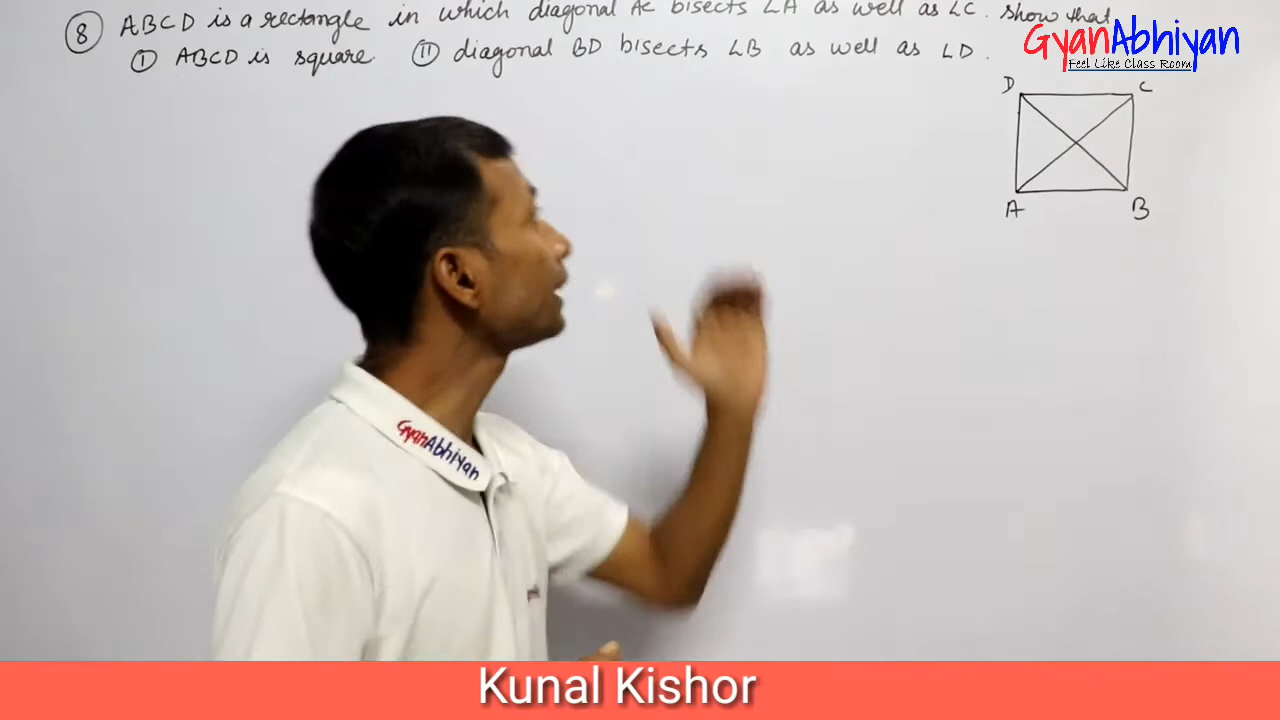 ⑧ ABCD is a rectangle in which diagonal AC bisects ∠A as well as ∠C. show that
① ABCD is square. ⑪ diagonal BD bisects ∠B as well as ∠D.
GyanAbhiyan
Feel Like Class Room
D C
A B
GyanAbhiyan
Kunal Kishor